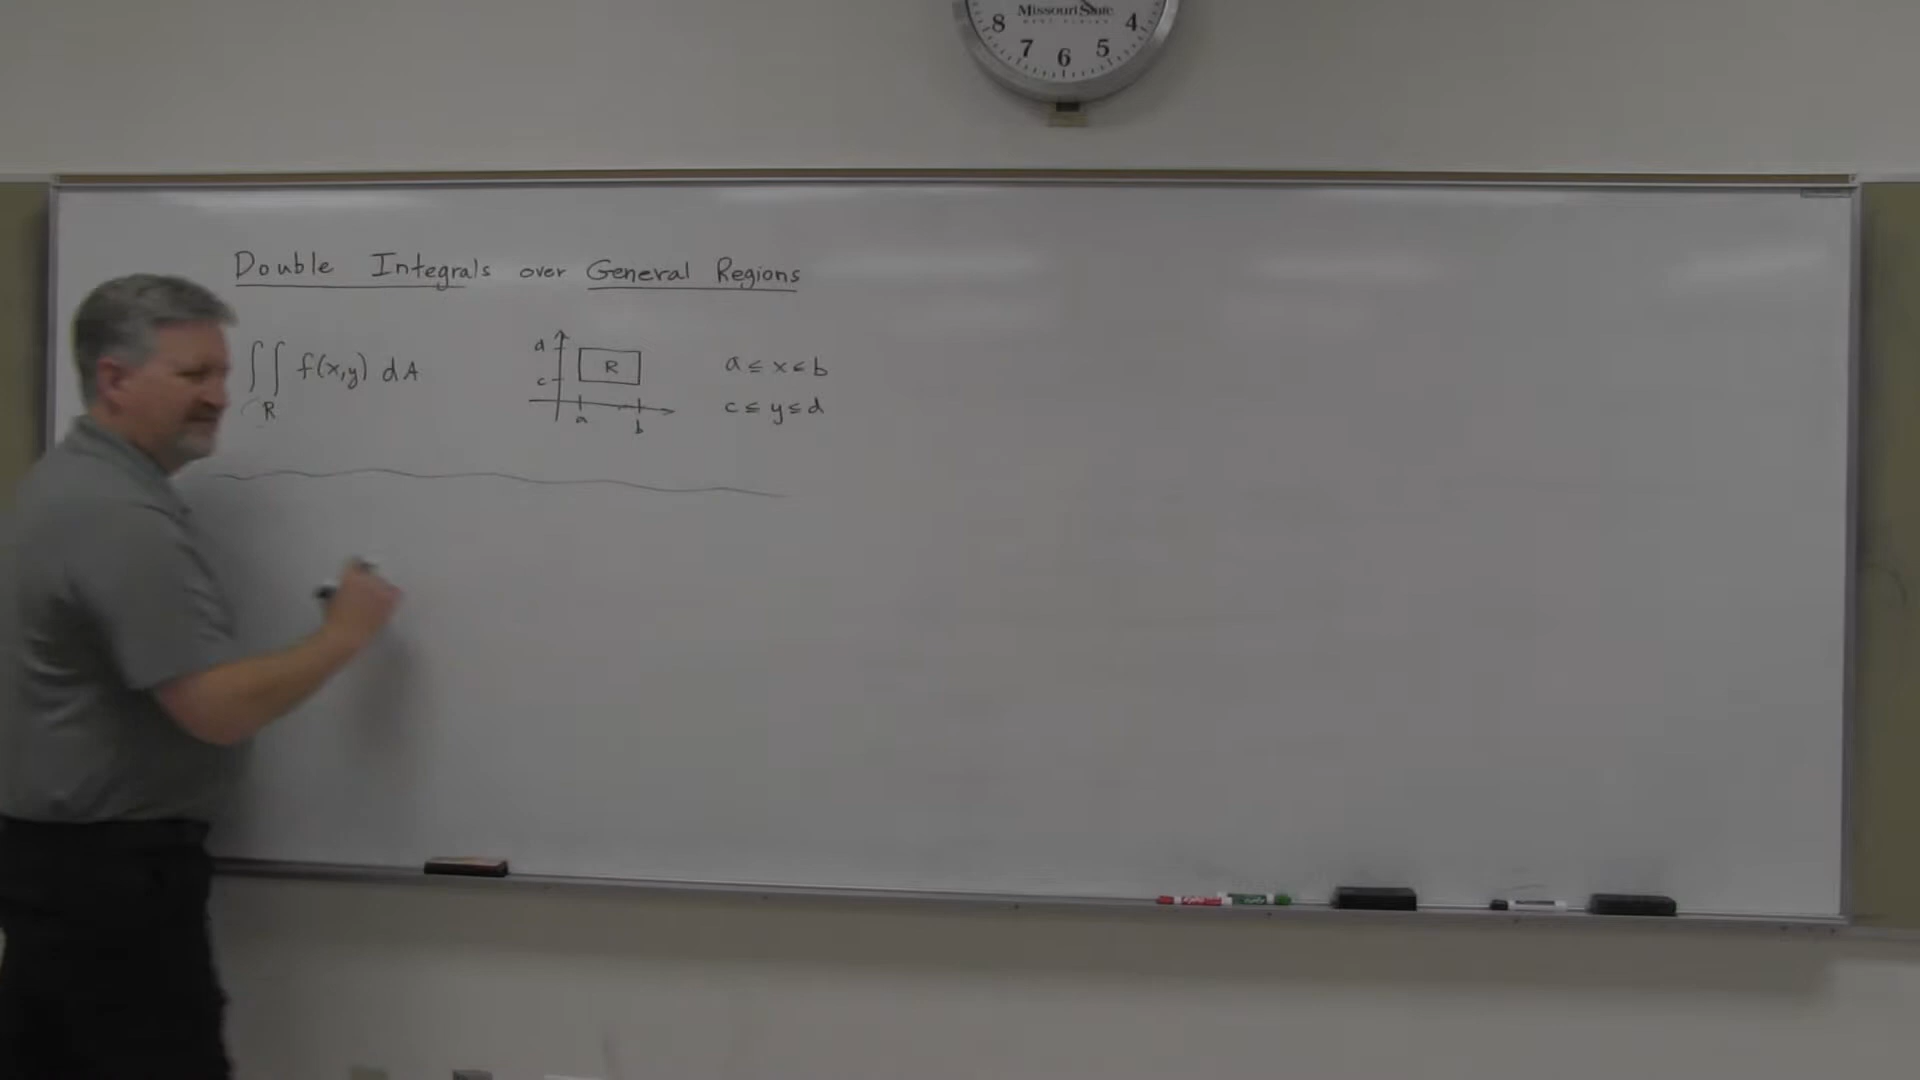 Missouri State
8 4
7 5
6
Double Integrals over General Regions
∫∫ f(x,y) dA
R
d
R
c
a
b
a ≤ x ≤ b
c ≤ y ≤ d